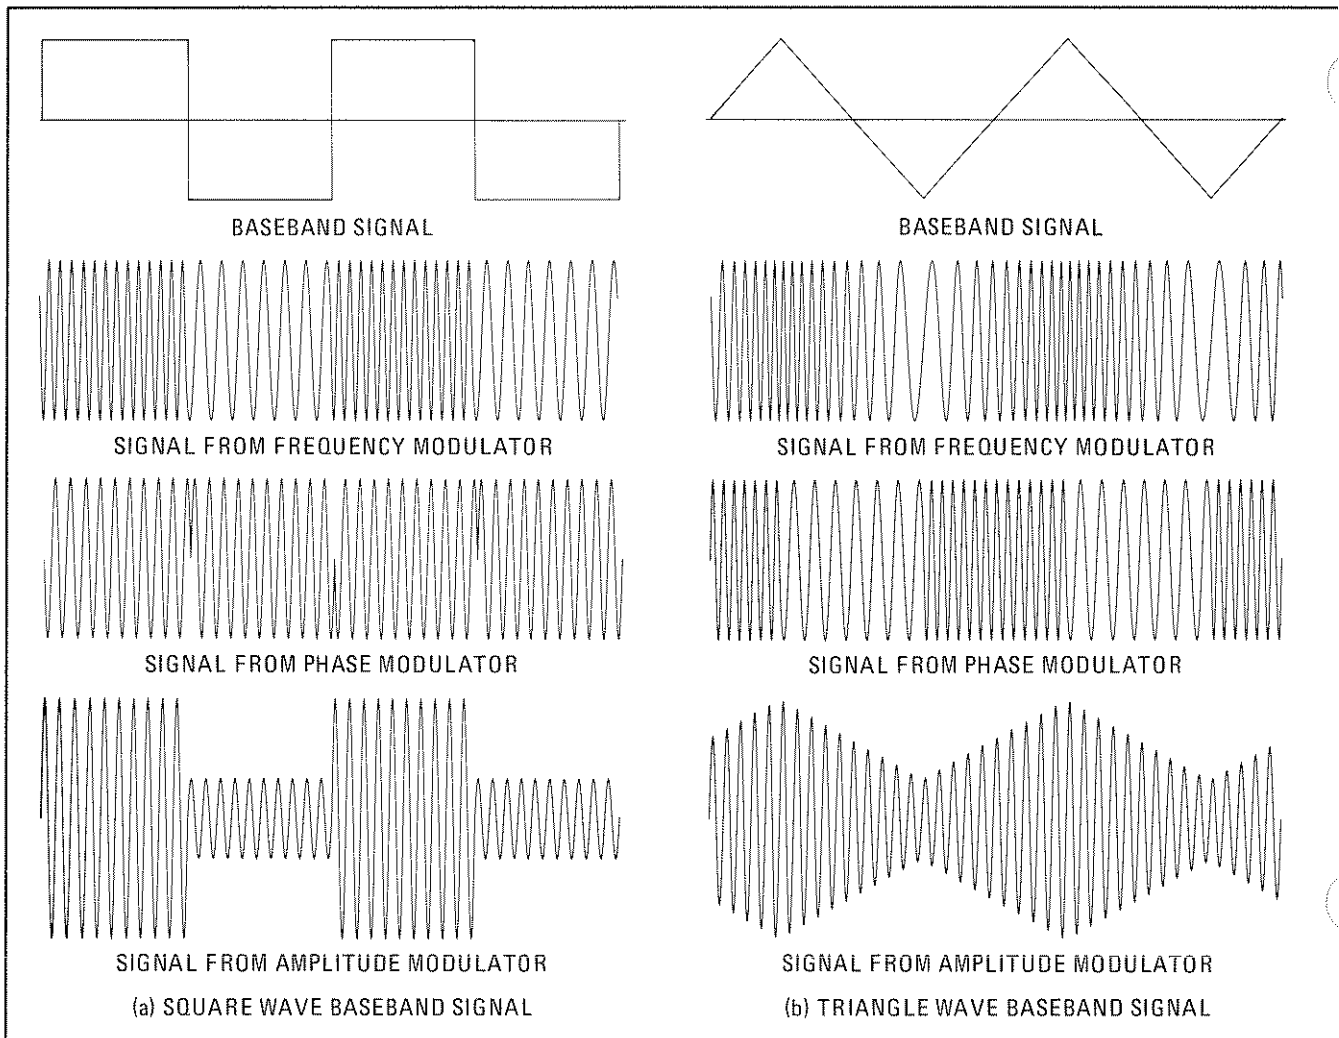 BASEBAND SIGNAL
SIGNAL FROM FREQUENCY MODULATOR
SIGNAL FROM PHASE MODULATOR
SIGNAL FROM AMPLITUDE MODULATOR
(a) SQUARE WAVE BASEBAND SIGNAL
BASEBAND SIGNAL
SIGNAL FROM FREQUENCY MODULATOR
SIGNAL FROM PHASE MODULATOR
SIGNAL FROM AMPLITUDE MODULATOR
(b) TRIANGLE WAVE BASEBAND SIGNAL